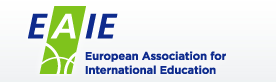 EAIE
European Association for
International Education